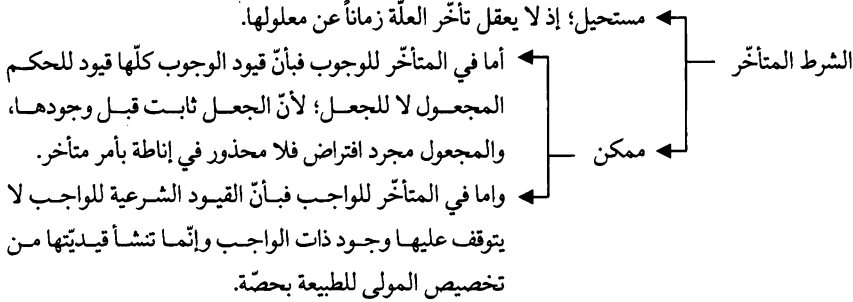 مستحيل؛ إذ لا يعقل تأخّر العلّة زماناً عن معلولها.
الشرط المتأخّر
أما في المتأخّر للوجوب فبأنّ قيود الوجوب كلّها قيود للحكم
المجعول لا للجعل؛ لأنّ الجعل ثابت قبل وجودها،
والمجعول مجرد افتراض فلا محذور في إناطة بأمر متأخر.
ممكن
واما في المتأخّر للواجب فبأنّ القيود الشرعية للواجب لا
يتوقف عليها وجود ذات الواجب وإنّما تنشأ قيديّتها من
تخصيص المولى للطبيعة بحصّة.